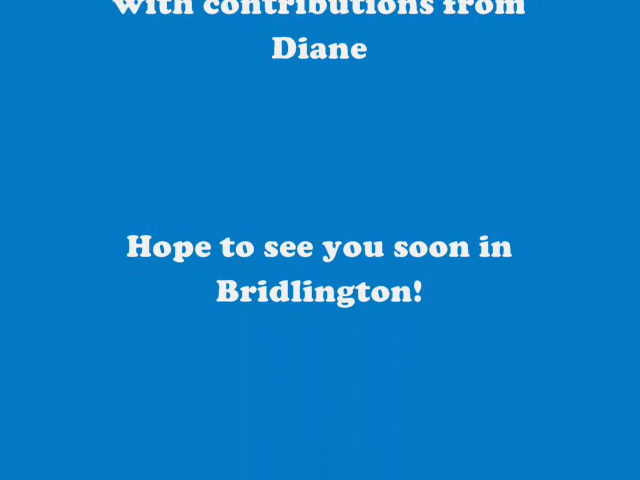 With contributions from
Diane
Hope to see you soon in
Bridlington!